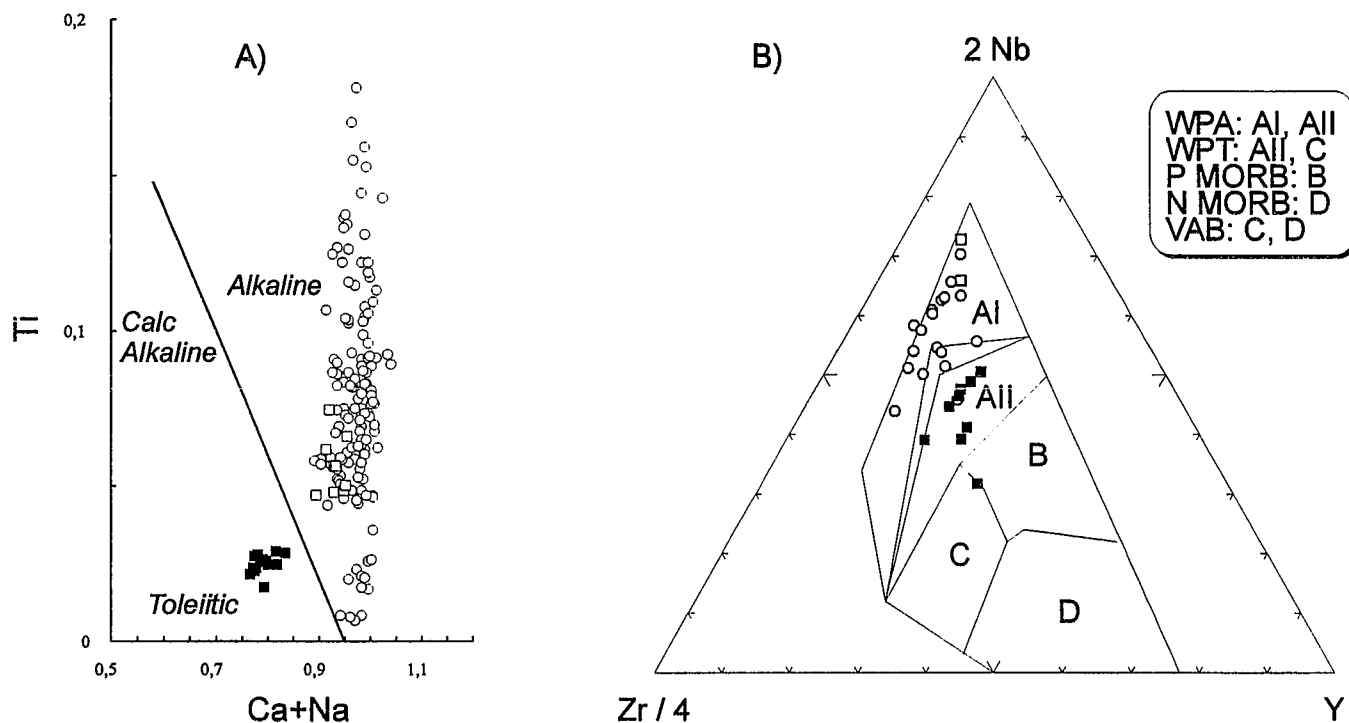 A)
0,2
0,1
0
Ti
0,5
0,7
0,9
1,1
Ca+Na
Alkaline
Calc
Alkaline
Toleiitic
B)
2 Nb
WPA: AI, AII
WPT: AII, C
P MORB: B
N MORB: D
VAB: C, D
AI
AII
B
C
D
Zr / 4
Y